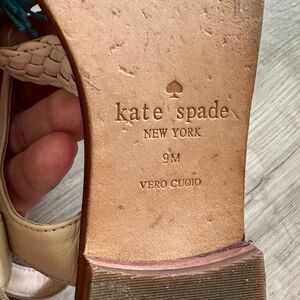 kate spade
NEW YORK
9M
VERO CUOIO